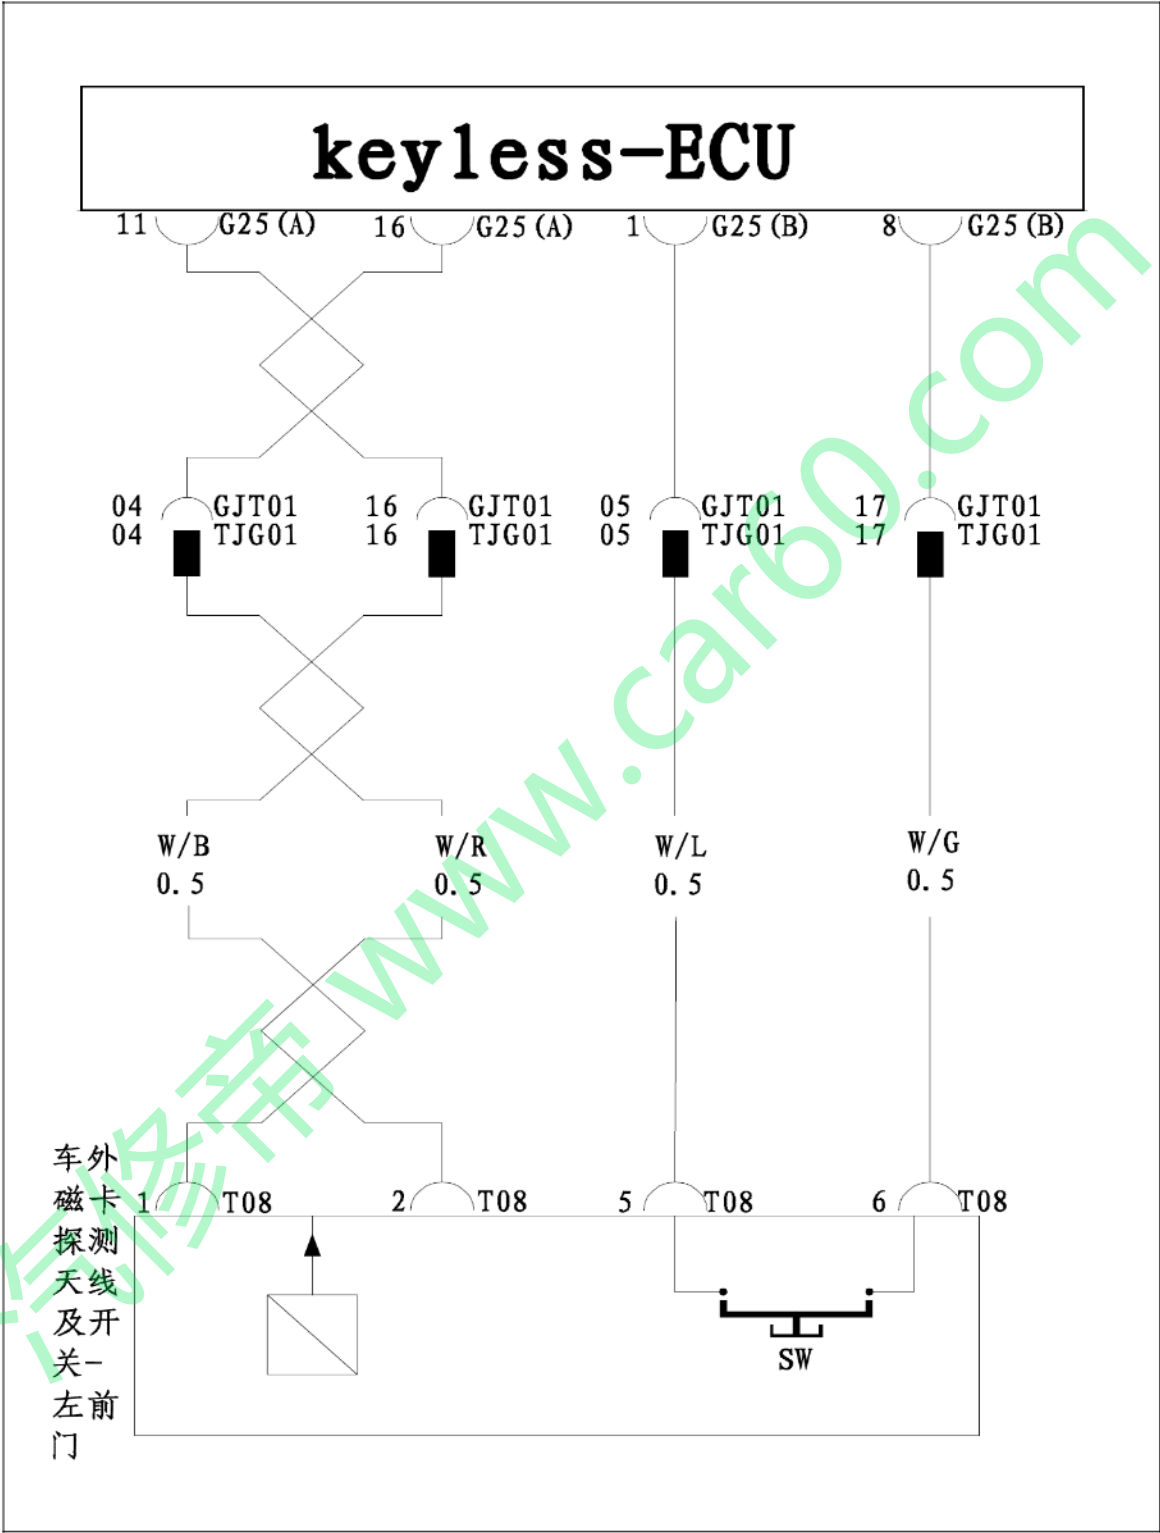 keyless-ECU
11 G25(A) 16 G25(A) 1 G25(B) 8 G25(B)
04 GJT01 16 GJT01 05 GJT01 17 GJT01
04 TJG01 16 TJG01 05 TJG01 17 TJG01
W/B W/R W/L W/G
0.5 0.5 0.5 0.5
1 T08 2 T08 5 T08 6 T08
车外
磁卡
探测
天线
及开
关-
左前
门
SW
汽修帝 www.car60.com